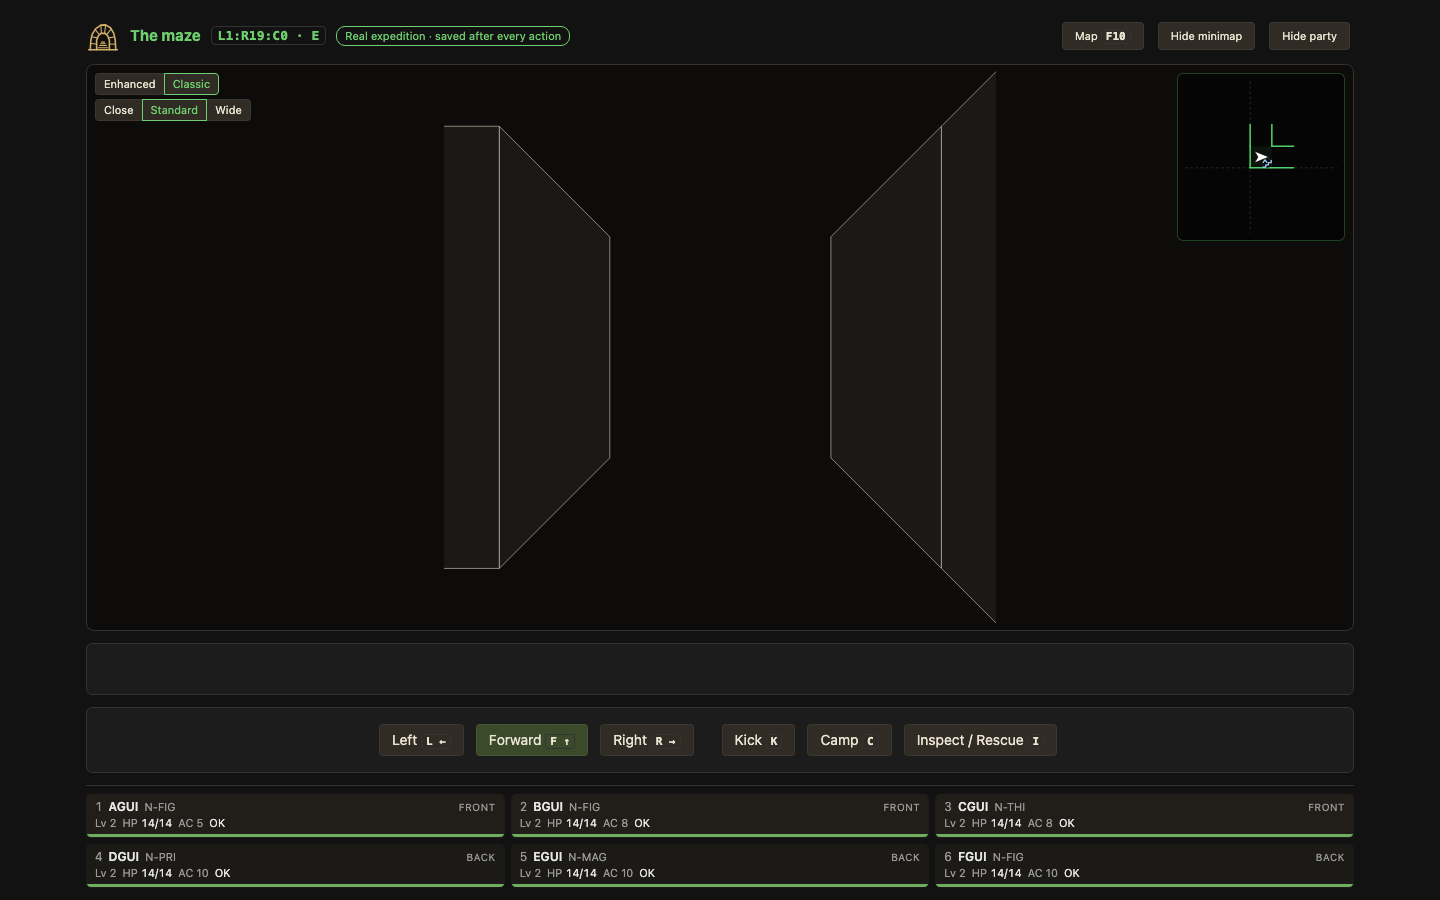 The maze L1:R19:C0 · E Real expedition · saved after every action Map F10 Hide minimap Hide party
Enhanced Classic
Close Standard Wide
Left L ← Forward F ↑ Right R → Kick K Camp C Inspect / Rescue I
1 AGUI N-FIG FRONT
Lv 2 HP 14/14 AC 5 OK
2 BGUI N-FIG FRONT
Lv 2 HP 14/14 AC 8 OK
3 CGUI N-THI FRONT
Lv 2 HP 14/14 AC 8 OK
4 DGUI N-PRI BACK
Lv 2 HP 14/14 AC 10 OK
5 EGUI N-MAG BACK
Lv 2 HP 14/14 AC 10 OK
6 FGUI N-FIG BACK
Lv 2 HP 14/14 AC 10 OK